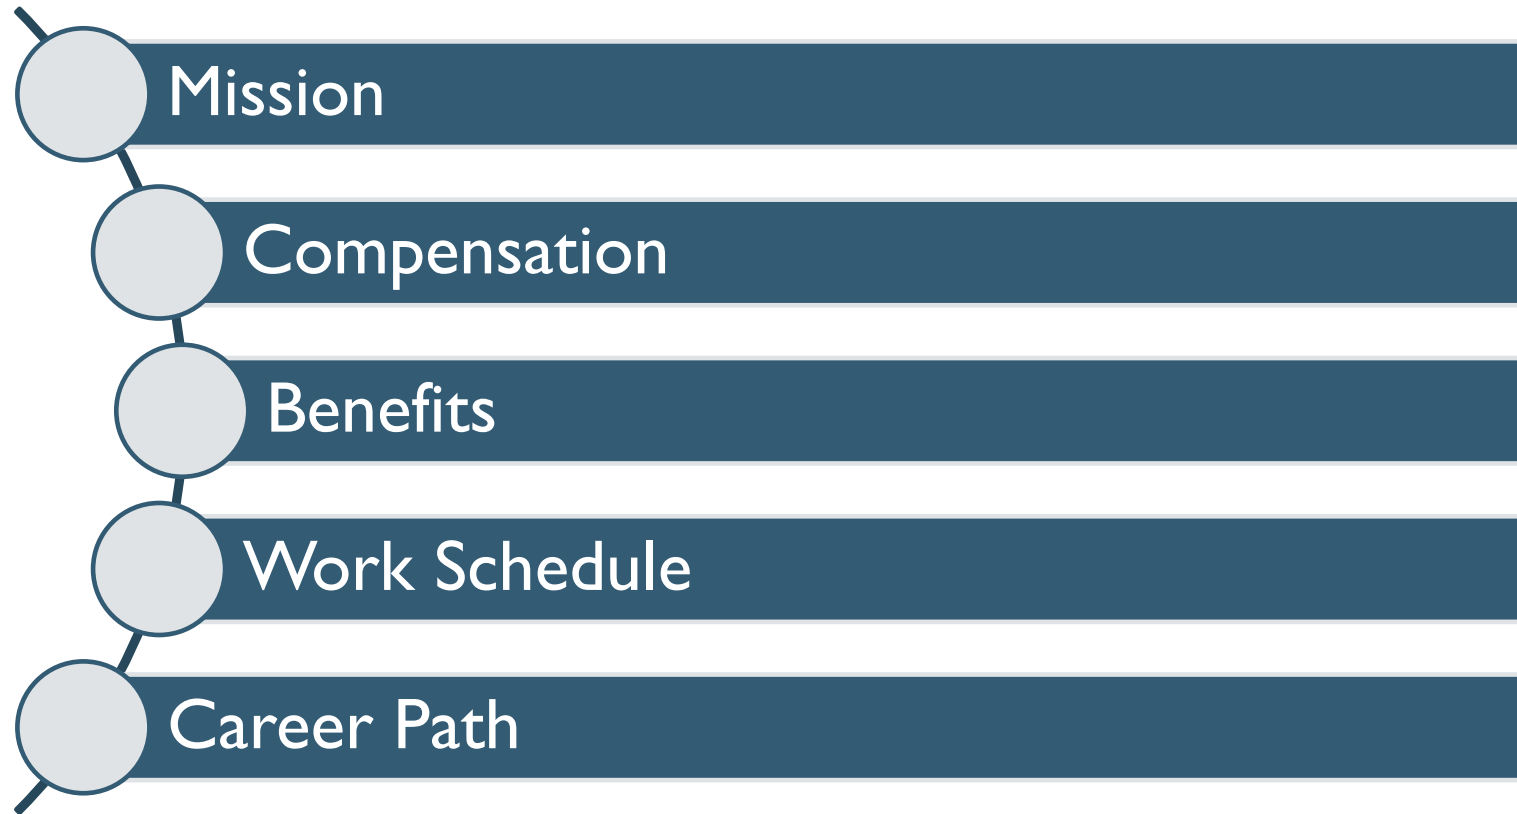 Mission
Compensation
Benefits
Work Schedule
Career Path